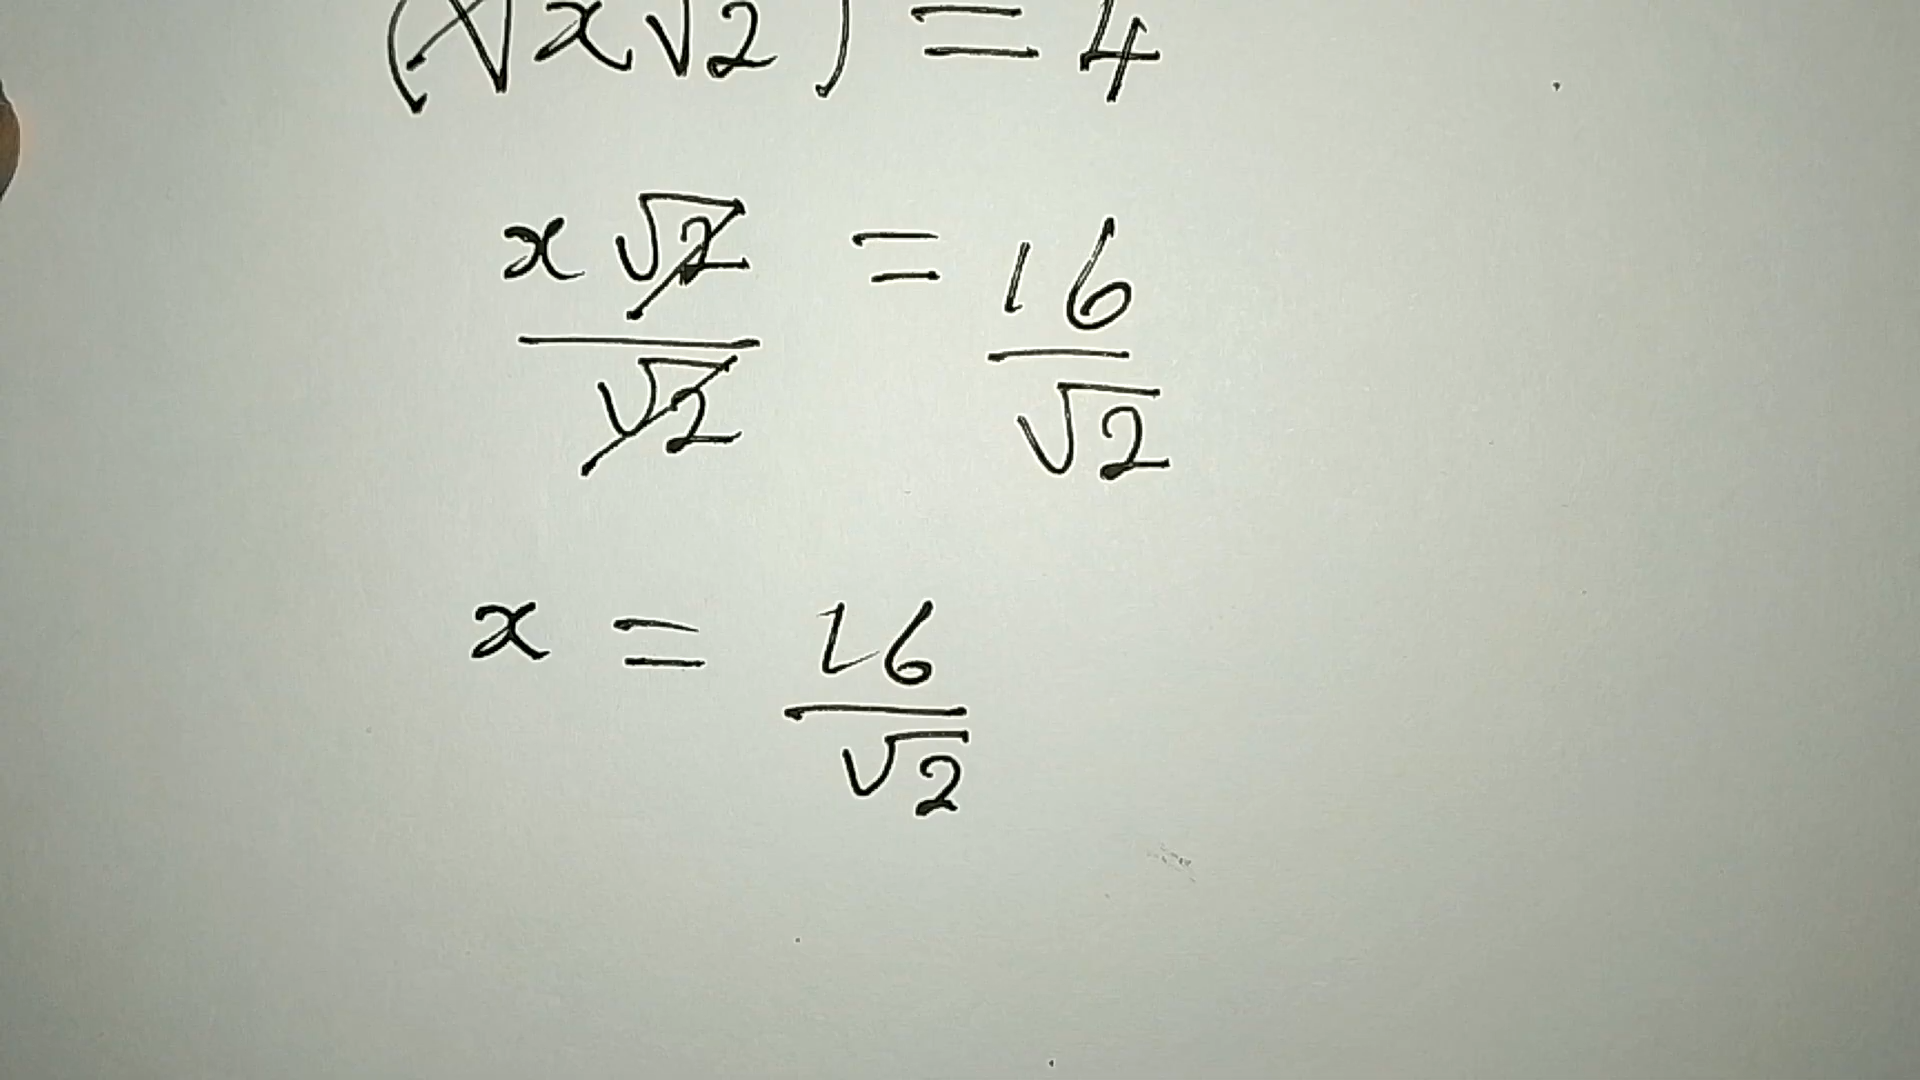 (√x√2) = 4
x√2/√2 = 16/√2
x = 16/√2